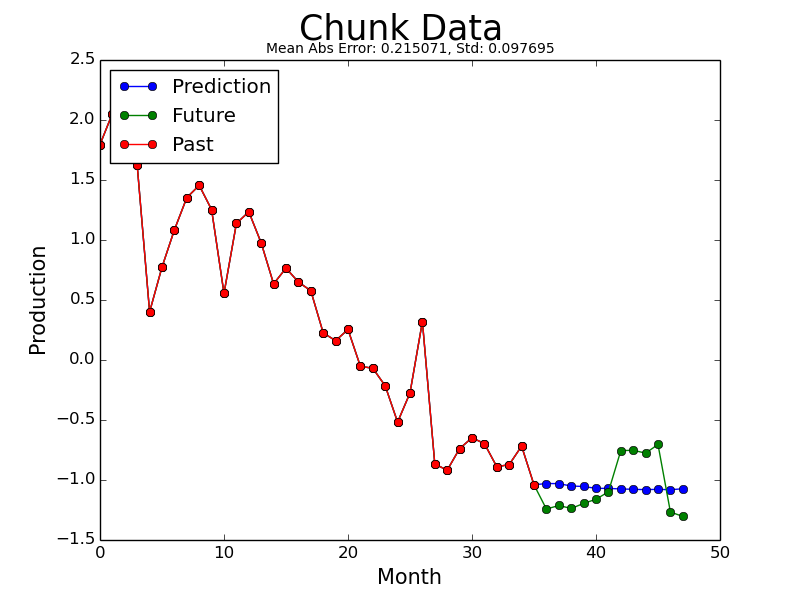 Chunk Data
Mean Abs Error: 0.215071, Std: 0.097695
2.5
2.0
1.5
1.0
0.5
0.0
−0.5
−1.0
−1.5
Production
Prediction
Future
Past
0 10 20 30 40 50
Month